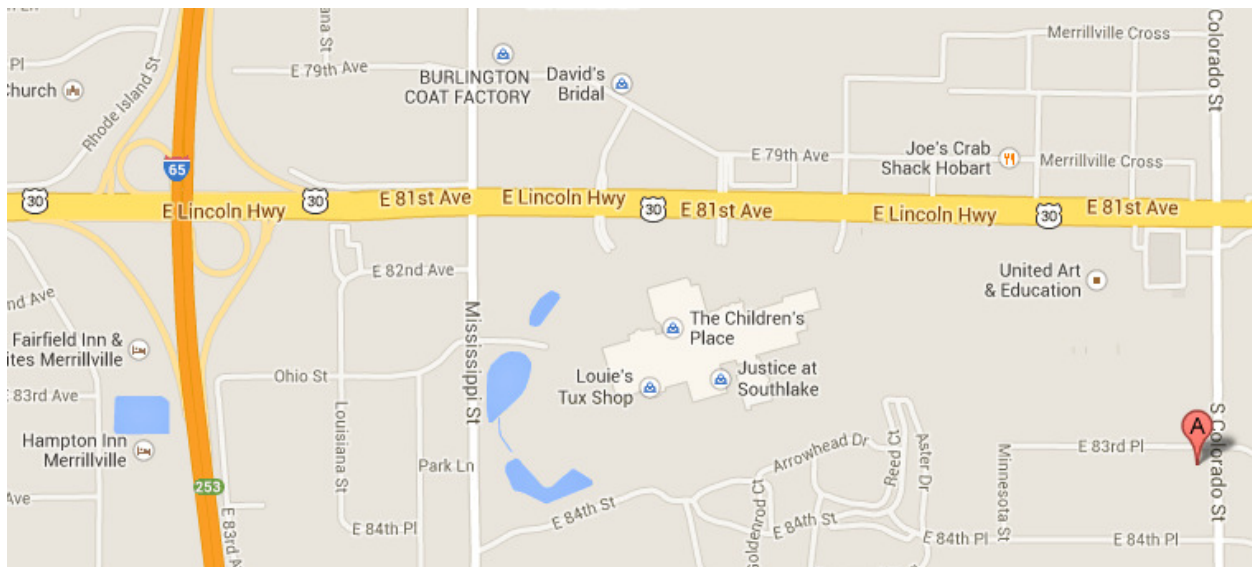 Merrillville Cross
Colorado St
iana St
Pl
E 79th Ave
BURLINGTON
COAT FACTORY
David's
Bridal
Church
Rhode Island St
65
E 79th Ave
Joe's Crab
Shack Hobart
Merrillville Cross
30
E Lincoln Hwy
30
E 81st Ave
E Lincoln Hwy
30
E 81st Ave
E Lincoln Hwy
30
E 81st Ave
E 82nd Ave
United Art
& Education
nd Ave
Mississippi St
The Children's
Place
Fairfield Inn &
ites Merrillville
Ohio St
Louie's
Tux Shop
Justice at
Southlake
83rd Ave
Louisiana St
S Colorado St
A
Hampton Inn
Merrillville
Park Ln
Arrowhead Dr
Reed Ct
Aster Dr
Minnesota St
E 83rd Pl
253
Ave
E 83rd A
E 84th Pl
E 84th St
oldenrod Ct
E 84th St
E 84th Pl
E 84th Pl